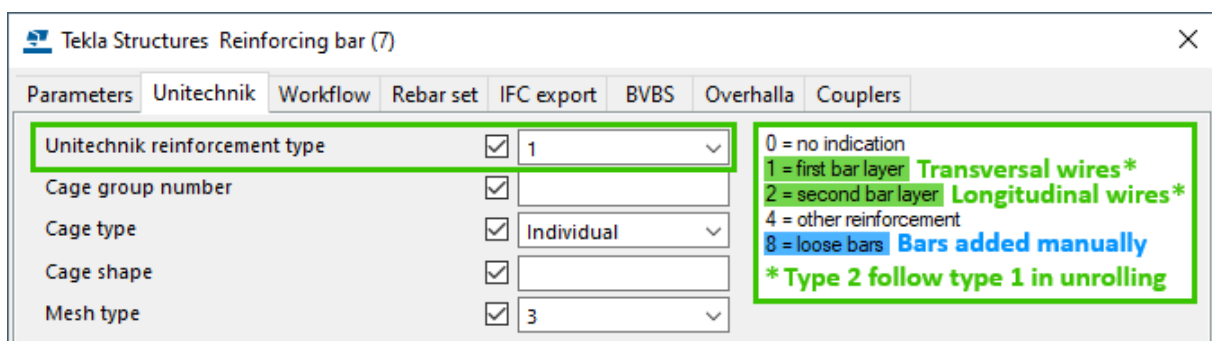 Tekla Structures Reinforcing bar (7)
Parameters Unitechnik Workflow Rebar set IFC export BVBS Overhalla Couplers
Unitechnik reinforcement type 1
Cage group number
Cage type Individual
Cage shape
Mesh type 3
0 = no indication
1 = first bar layer Transversal wires*
2 = second bar layer Longitudinal wires*
4 = other reinforcement
8 = loose bars Bars added manually
* Type 2 follow type 1 in unrolling